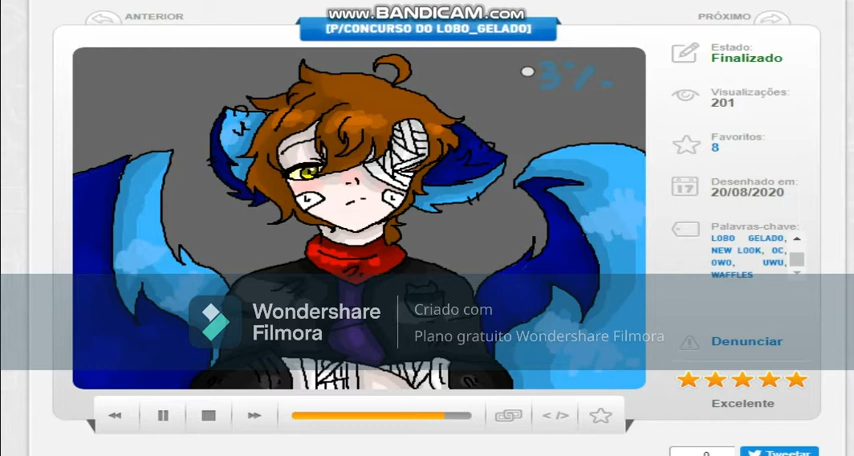 www.BANDICAM.com
ANTERIOR
PRÓXIMO
[P/CONCURSO DO LOBO_GELADO]
Estado:
Finalizado
Visualizações:
201
Favoritos:
8
17
Desenhado em:
20/08/2020
Palavras-chave:
LOBO GELADO,
NEW LOOK, OC,
OWO, UWU,
WAFFLES
Wondershare
Filmora
Criado com
Plano gratuito Wondershare Filmora
Denunciar
Excelente
</>
0
Tweetar